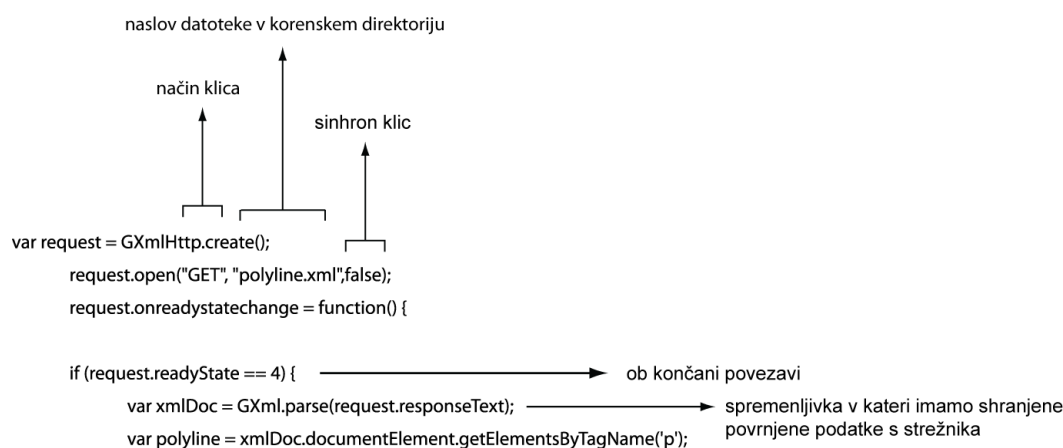 naslov datoteke v korenskem direktoriju
način klica
sinhron klic
var request = GXmlHttp.create();
request.open("GET", "polyline.xml",false);
request.onreadystatechange = function() {
if (request.readyState == 4) {
ob končani povezavi
var xmlDoc = GXml.parse(request.responseText);
spremenljivka v kateri imamo shranjene
povrnjene podatke s strežnika
var polyline = xmlDoc.documentElement.getElementsByTagName('p');